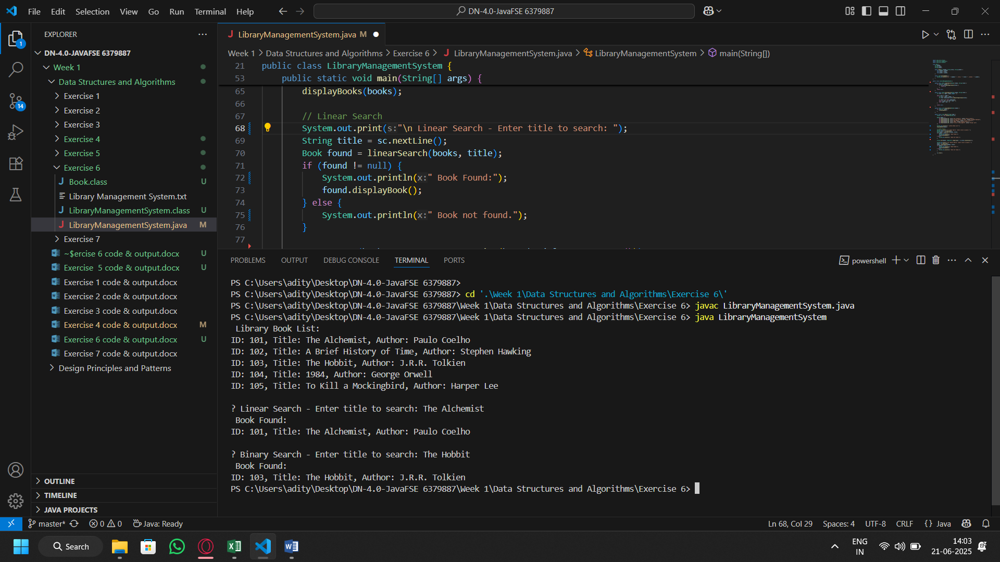 File Edit Selection View Go Run Terminal Help
DN-4.0-JavaFSE 6379887
EXPLORER
DN-4.0-JAVAFSE 6379887
Week 1
Data Structures and Algorithms
Exercise 1
Exercise 2
Exercise 3
Exercise 4
Exercise 5
Exercise 6
Book.class U
Library Management System.txt
LibraryManagementSystem.class U
LibraryManagementSystem.java M
Exercise 7
~$ercise 6 code & output.docx U
Exercise  5 code & output.docx U
Exercise 1 code & output.docx
Exercise 2 code & output.docx
Exercise 3 code & output.docx
Exercise 4 code & output.docx M
Exercise 6 code & output.docx U
Exercise 7 code & output.docx
Design Principles and Patterns
OUTLINE
TIMELINE
JAVA PROJECTS
1
14
LibraryManagementSystem.java M
Week 1 > Data Structures and Algorithms > Exercise 6 > LibraryManagementSystem.java > LibraryManagementSystem > main(String[])
21 public class LibraryManagementSystem {
53 public static void main(String[] args) {
65 displayBooks(books);
66
67 // Linear Search
68 System.out.print(s:"\n Linear Search - Enter title to search: ");
69 String title = sc.nextLine();
70 Book found = linearSearch(books, title);
71 if (found != null) {
72 System.out.println(x:" Book Found:");
73 found.displayBook();
74 } else {
75 System.out.println(x:" Book not found.");
76 }
77
PROBLEMS OUTPUT DEBUG CONSOLE TERMINAL PORTS
powershell
PS C:\Users\adity\Desktop\DN-4.0-JavaFSE 6379887>
PS C:\Users\adity\Desktop\DN-4.0-JavaFSE 6379887> cd '.\Week 1\Data Structures and Algorithms\Exercise 6\'
PS C:\Users\adity\Desktop\DN-4.0-JavaFSE 6379887\Week 1\Data Structures and Algorithms\Exercise 6> javac LibraryManagementSystem.java
PS C:\Users\adity\Desktop\DN-4.0-JavaFSE 6379887\Week 1\Data Structures and Algorithms\Exercise 6> java LibraryManagementSystem
Library Book List:
ID: 101, Title: The Alchemist, Author: Paulo Coelho
ID: 102, Title: A Brief History of Time, Author: Stephen Hawking
ID: 103, Title: The Hobbit, Author: J.R.R. Tolkien
ID: 104, Title: 1984, Author: George Orwell
ID: 105, Title: To Kill a Mockingbird, Author: Harper Lee
? Linear Search - Enter title to search: The Alchemist
Book Found:
ID: 101, Title: The Alchemist, Author: Paulo Coelho
? Binary Search - Enter title to search: The Hobbit
Book Found:
ID: 103, Title: The Hobbit, Author: J.R.R. Tolkien
PS C:\Users\adity\Desktop\DN-4.0-JavaFSE 6379887\Week 1\Data Structures and Algorithms\Exercise 6>
master* 0 0 Java: Ready
Ln 68, Col 29 Spaces: 4 UTF-8 CRLF {} Java
Search
ENG
IN
14:03
21-06-2025